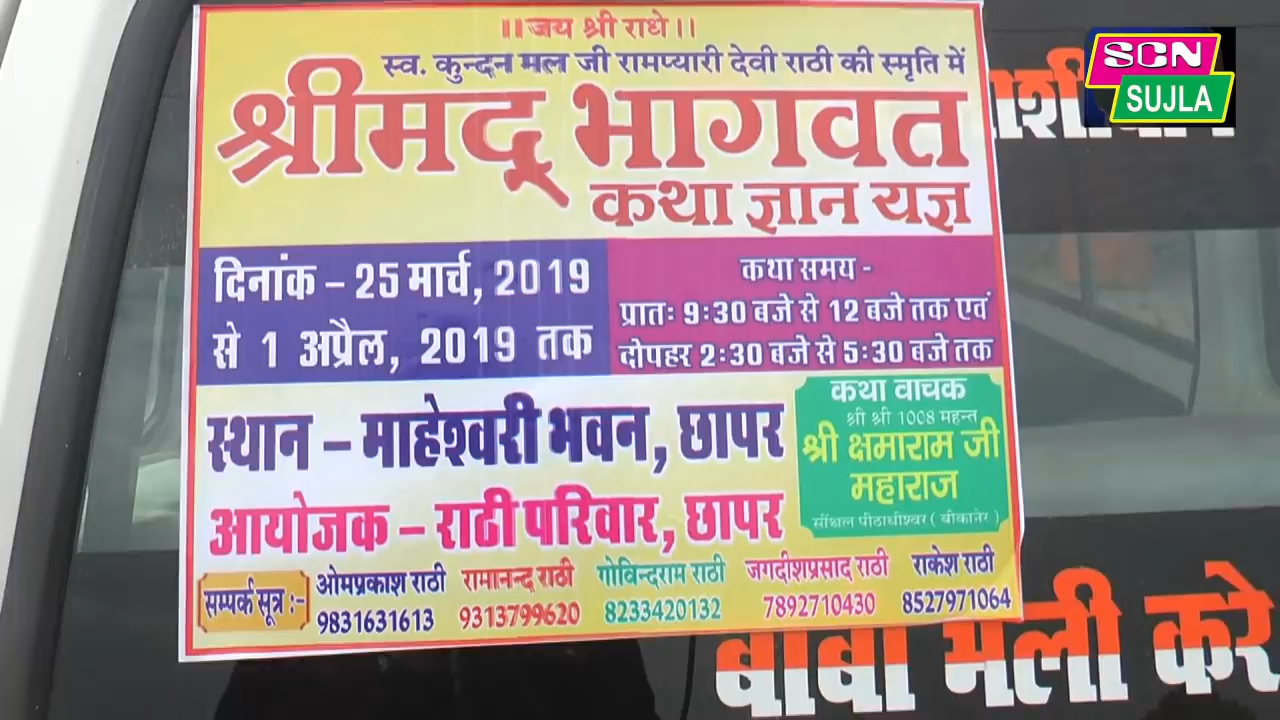 ॥जय श्री राधे॥
स्व. कुन्दन मल जी रामप्यारी देवी राठी की स्मृति में
श्रीमद् भागवत
कथा ज्ञान यज्ञ
दिनांक – 25 मार्च, 2019
से 1 अप्रैल, 2019 तक
कथा समय -
प्रातः 9:30 बजे से 12 बजे तक एवं
दोपहर 2:30 बजे से 5:30 बजे तक
स्थान – माहेश्वरी भवन, छापर
आयोजक – राठी परिवार, छापर
कथा वाचक
श्री श्री 1008 महन्त
श्री क्षमाराम जी
महाराज
सींथल पीठाधीश्वर ( बीकानेर )
सम्पर्क सूत्र :-
ओमप्रकाश राठी रामानन्द राठी गोविन्दराम राठी जगदीशप्रसाद राठी राकेश राठी
9831631613 9313799620 8233420132 7892710430 8527971064
SCN
SUJLA
बाबा भली करे